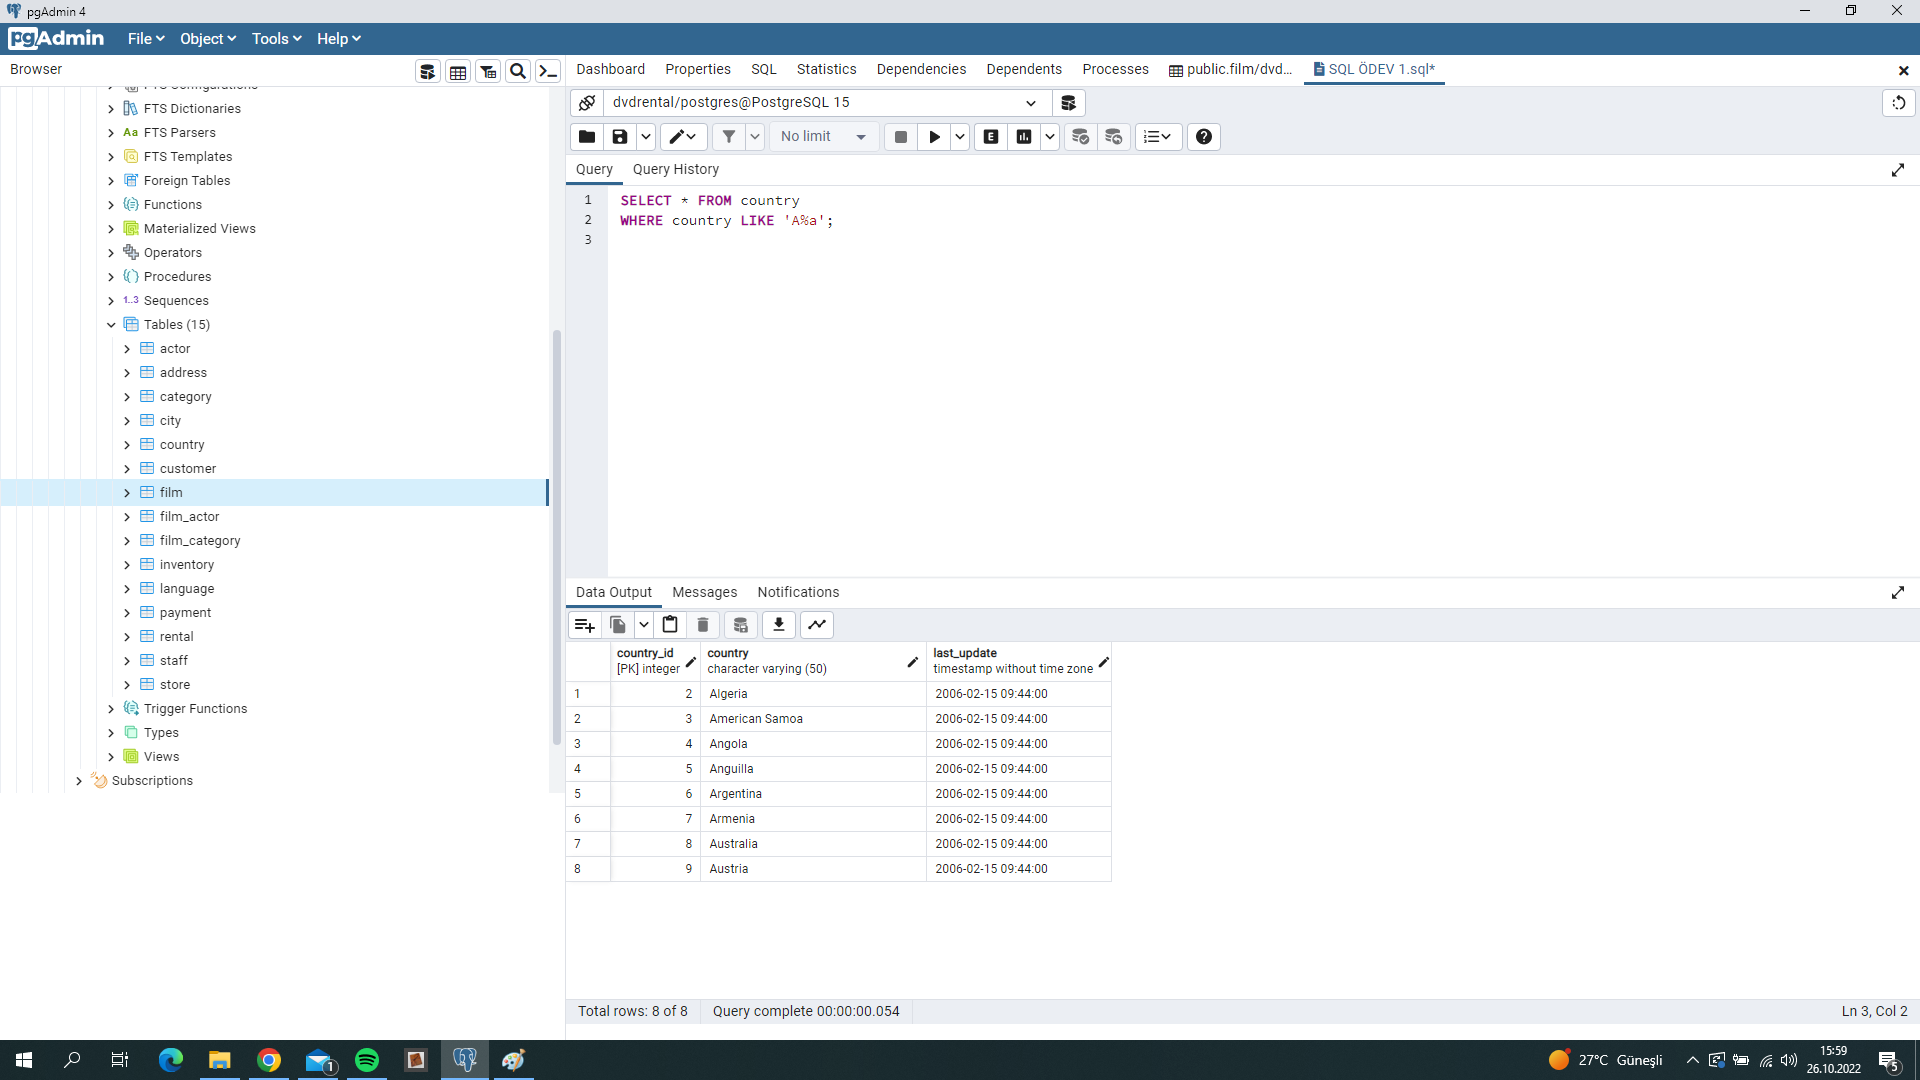 pgAdmin 4
pgAdmin File Object Tools Help
Browser
Dashboard Properties SQL Statistics Dependencies Dependents Processes public.film/dvd... SQL ÖDEV 1.sql*
dvdrental/postgres@PostgreSQL 15
No limit
E
Query Query History
1 SELECT * FROM country
2 WHERE country LIKE 'A%a';
3
FTS Configurations
FTS Dictionaries
Aa FTS Parsers
FTS Templates
Foreign Tables
Functions
Materialized Views
Operators
Procedures
1..3 Sequences
Tables (15)
actor
address
category
city
country
customer
film
film_actor
film_category
inventory
language
payment
rental
staff
store
Trigger Functions
Types
Views
Subscriptions
Data Output Messages Notifications
country_id country last_update
[PK] integer character varying (50) timestamp without time zone
1 2 Algeria 2006-02-15 09:44:00
2 3 American Samoa 2006-02-15 09:44:00
3 4 Angola 2006-02-15 09:44:00
4 5 Anguilla 2006-02-15 09:44:00
5 6 Argentina 2006-02-15 09:44:00
6 7 Armenia 2006-02-15 09:44:00
7 8 Australia 2006-02-15 09:44:00
8 9 Austria 2006-02-15 09:44:00
Total rows: 8 of 8 Query complete 00:00:00.054 Ln 3, Col 2
1
27°C Güneşli
15:59
26.10.2022
5